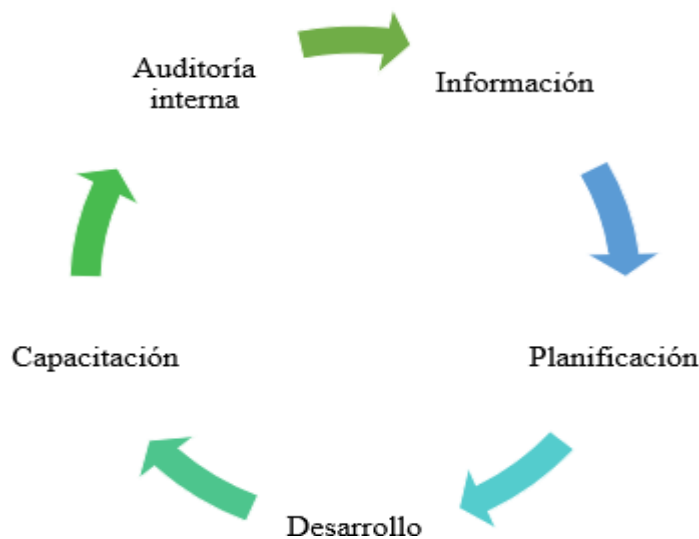 Auditoría
interna
Información
Planificación
Desarrollo
Capacitación